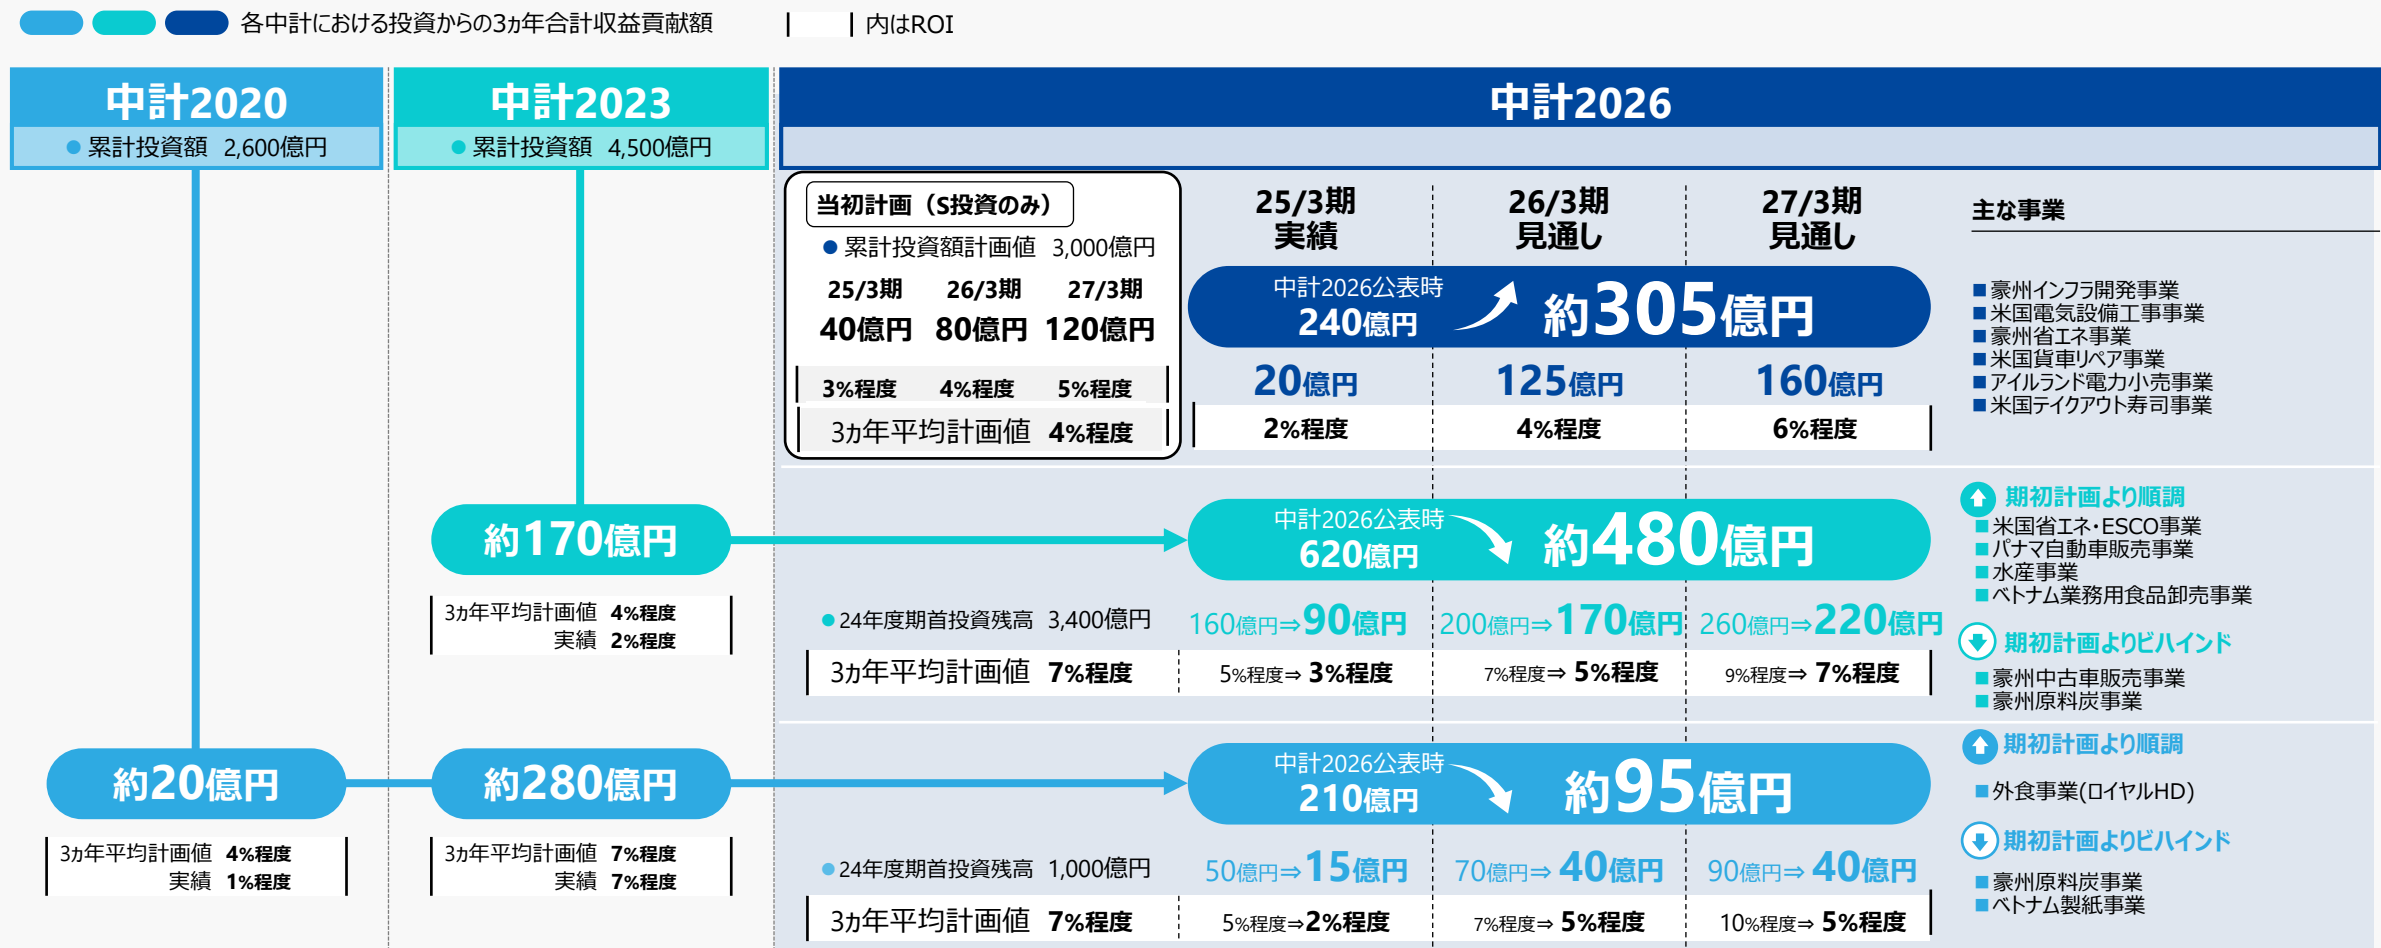 各中計における投資からの3ヵ年合計収益貢献額
内はROI
中計2020
● 累計投資額 2,600億円
中計2023
● 累計投資額 4,500億円
中計2026
当初計画（S投資のみ）
● 累計投資額計画値 3,000億円
25/3期 26/3期 27/3期
40億円 80億円 120億円
3%程度 4%程度 5%程度
3ヵ年平均計画値 4%程度
25/3期
実績
26/3期
見通し
27/3期
見通し
主な事業
中計2026公表時
240億円
約305億円
20億円 125億円 160億円
2%程度 4%程度 6%程度
■豪州インフラ開発事業
■米国電気設備工事事業
■豪州省エネ事業
■米国貨車リペア事業
■アイルランド電力小売事業
■米国テイクアウト寿司事業
約170億円
3ヵ年平均計画値 4%程度
実績 2%程度
中計2026公表時
620億円
約480億円
●24年度期首投資残高 3,400億円
160億円⇒90億円 200億円⇒170億円 260億円⇒220億円
3ヵ年平均計画値 7%程度
5%程度⇒ 3%程度 7%程度⇒ 5%程度 9%程度⇒ 7%程度
期初計画より順調
■米国省エネ・ESCO事業
■パナマ自動車販売事業
■水産事業
■ベトナム業務用食品卸売事業
期初計画よりビハインド
■豪州中古車販売事業
■豪州原料炭事業
約20億円
3ヵ年平均計画値 4%程度
実績 1%程度
約280億円
3ヵ年平均計画値 7%程度
実績 7%程度
中計2026公表時
210億円
約95億円
●24年度期首投資残高 1,000億円
50億円⇒15億円 70億円⇒ 40億円 90億円⇒ 40億円
3ヵ年平均計画値 7%程度
5%程度⇒2%程度 7%程度⇒ 5%程度 10%程度⇒ 5%程度
期初計画より順調
■外食事業(ロイヤルHD)
期初計画よりビハインド
■豪州原料炭事業
■ベトナム製紙事業